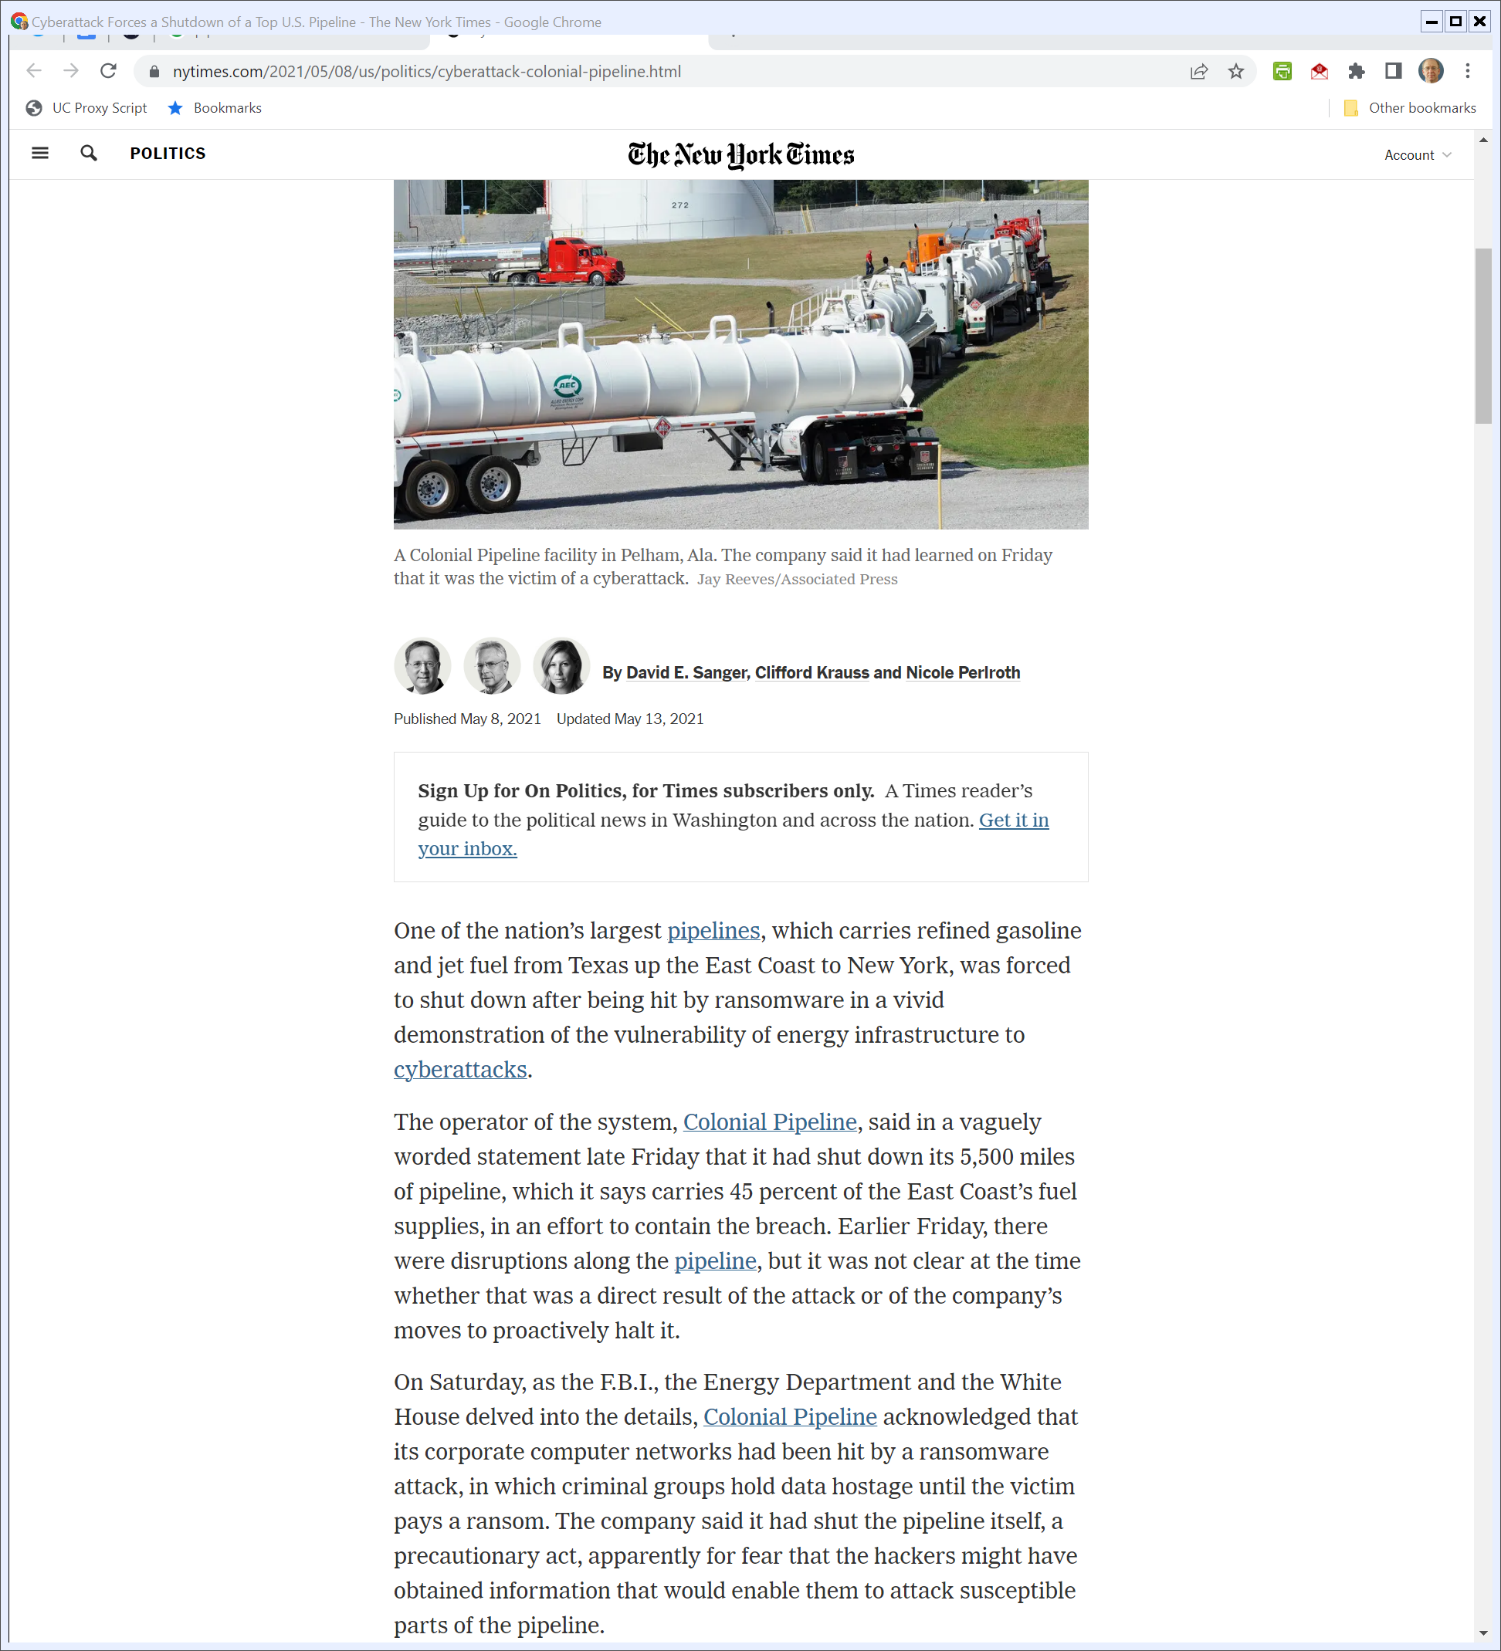 Cyberattack Forces a Shutdown of a Top U.S. Pipeline - The New York Times - Google Chrome
nytimes.com/2021/05/08/us/politics/cyberattack-colonial-pipeline.html
UC Proxy Script
Bookmarks
Other bookmarks
POLITICS
The New York Times
Account
272
AEC
A Colonial Pipeline facility in Pelham, Ala. The company said it had learned on Friday
that it was the victim of a cyberattack. Jay Reeves/Associated Press
By David E. Sanger, Clifford Krauss and Nicole Perlroth
Published May 8, 2021 Updated May 13, 2021
Sign Up for On Politics, for Times subscribers only. A Times reader’s
guide to the political news in Washington and across the nation. Get it in
your inbox.
One of the nation’s largest pipelines, which carries refined gasoline
and jet fuel from Texas up the East Coast to New York, was forced
to shut down after being hit by ransomware in a vivid
demonstration of the vulnerability of energy infrastructure to
cyberattacks.
The operator of the system, Colonial Pipeline, said in a vaguely
worded statement late Friday that it had shut down its 5,500 miles
of pipeline, which it says carries 45 percent of the East Coast’s fuel
supplies, in an effort to contain the breach. Earlier Friday, there
were disruptions along the pipeline, but it was not clear at the time
whether that was a direct result of the attack or of the company’s
moves to proactively halt it.
On Saturday, as the F.B.I., the Energy Department and the White
House delved into the details, Colonial Pipeline acknowledged that
its corporate computer networks had been hit by a ransomware
attack, in which criminal groups hold data hostage until the victim
pays a ransom. The company said it had shut the pipeline itself, a
precautionary act, apparently for fear that the hackers might have
obtained information that would enable them to attack susceptible
parts of the pipeline.